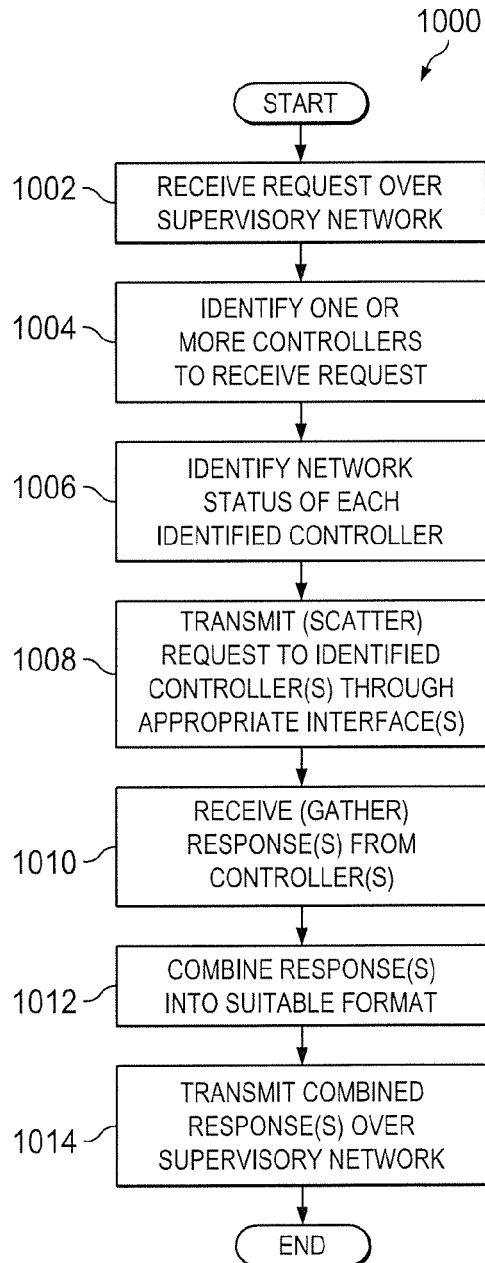 1000
START
1002
RECEIVE REQUEST OVER
SUPERVISORY NETWORK
1004
IDENTIFY ONE OR
MORE CONTROLLERS
TO RECEIVE REQUEST
1006
IDENTIFY NETWORK
STATUS OF EACH
IDENTIFIED CONTROLLER
1008
TRANSMIT (SCATTER)
REQUEST TO IDENTIFIED
CONTROLLER(S) THROUGH
APPROPRIATE INTERFACE(S)
1010
RECEIVE (GATHER)
RESPONSE(S) FROM
CONTROLLER(S)
1012
COMBINE RESPONSE(S)
INTO SUITABLE FORMAT
1014
TRANSMIT COMBINED
RESPONSE(S) OVER
SUPERVISORY NETWORK
END